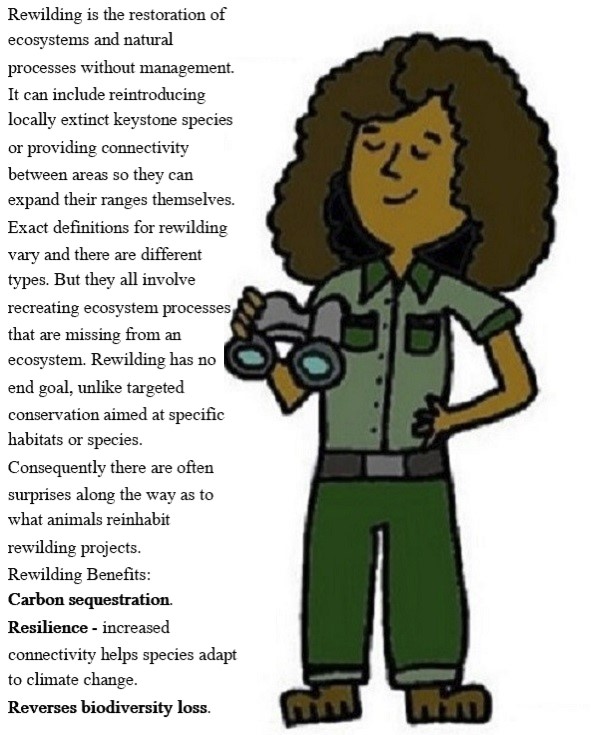 Rewilding is the restoration of
ecosystems and natural
processes without management.
It can include reintroducing
locally extinct keystone species
or providing connectivity
between areas so they can
expand their ranges themselves.
Exact definitions for rewilding
vary and there are different
types. But they all involve
recreating ecosystem processes
that are missing from an
ecosystem. Rewilding has no
end goal, unlike targeted
conservation aimed at specific
habitats or species.
Consequently there are often
surprises along the way as to
what animals reinhabit
rewilding projects.
Rewilding Benefits:
Carbon sequestration.
Resilience - increased
connectivity helps species adapt
to climate change.
Reverses biodiversity loss.